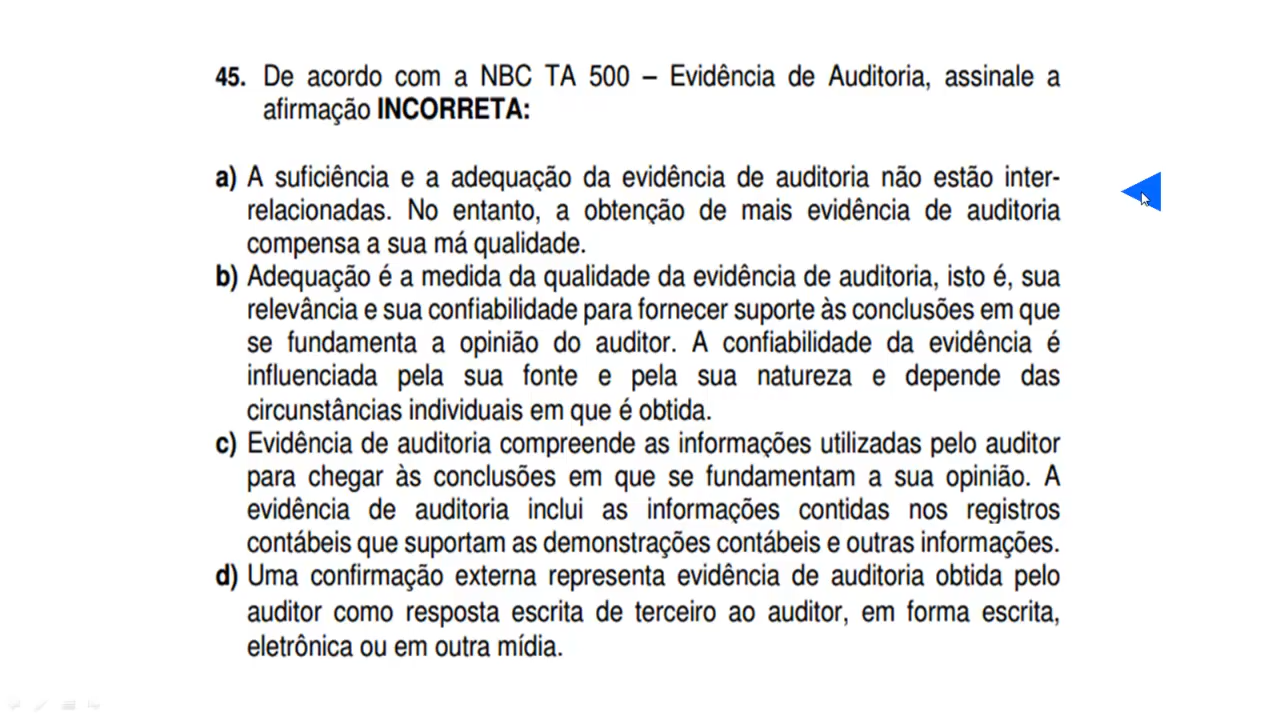 45. De acordo com a NBC TA 500 – Evidência de Auditoria, assinale a
afirmação INCORRETA:
a) A suficiência e a adequação da evidência de auditoria não estão inter-
relacionadas. No entanto, a obtenção de mais evidência de auditoria
compensa a sua má qualidade.
b) Adequação é a medida da qualidade da evidência de auditoria, isto é, sua
relevância e sua confiabilidade para fornecer suporte às conclusões em que
se fundamenta a opinião do auditor. A confiabilidade da evidência é
influenciada pela sua fonte e pela sua natureza e depende das
circunstâncias individuais em que é obtida.
c) Evidência de auditoria compreende as informações utilizadas pelo auditor
para chegar às conclusões em que se fundamentam a sua opinião. A
evidência de auditoria inclui as informações contidas nos registros
contábeis que suportam as demonstrações contábeis e outras informações.
d) Uma confirmação externa representa evidência de auditoria obtida pelo
auditor como resposta escrita de terceiro ao auditor, em forma escrita,
eletrônica ou em outra mídia.